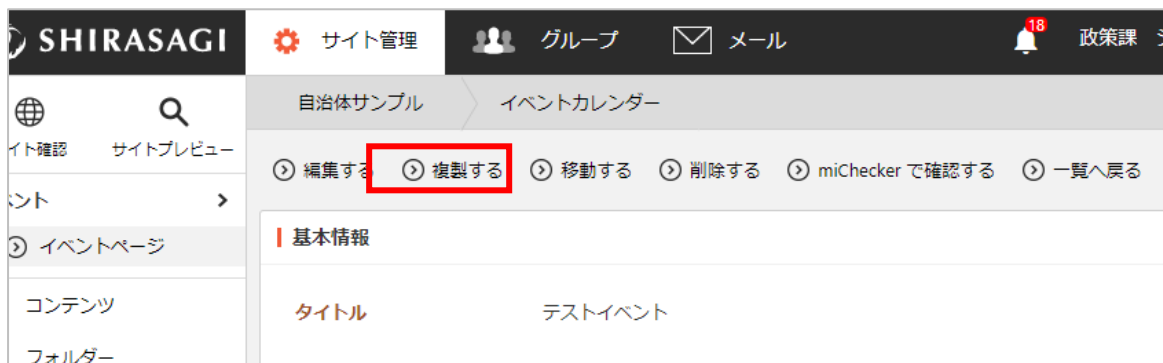 SHIRASAGI サイト管理 グループ メール 18 政策課
自治体サンプル イベントカレンダー
イト確認 サイトプレビュー
編集する 複製する 移動する 削除する miChecker で確認する 一覧へ戻る
ント
イベントページ
基本情報
コンテンツ
タイトル テストイベント
フォルダー